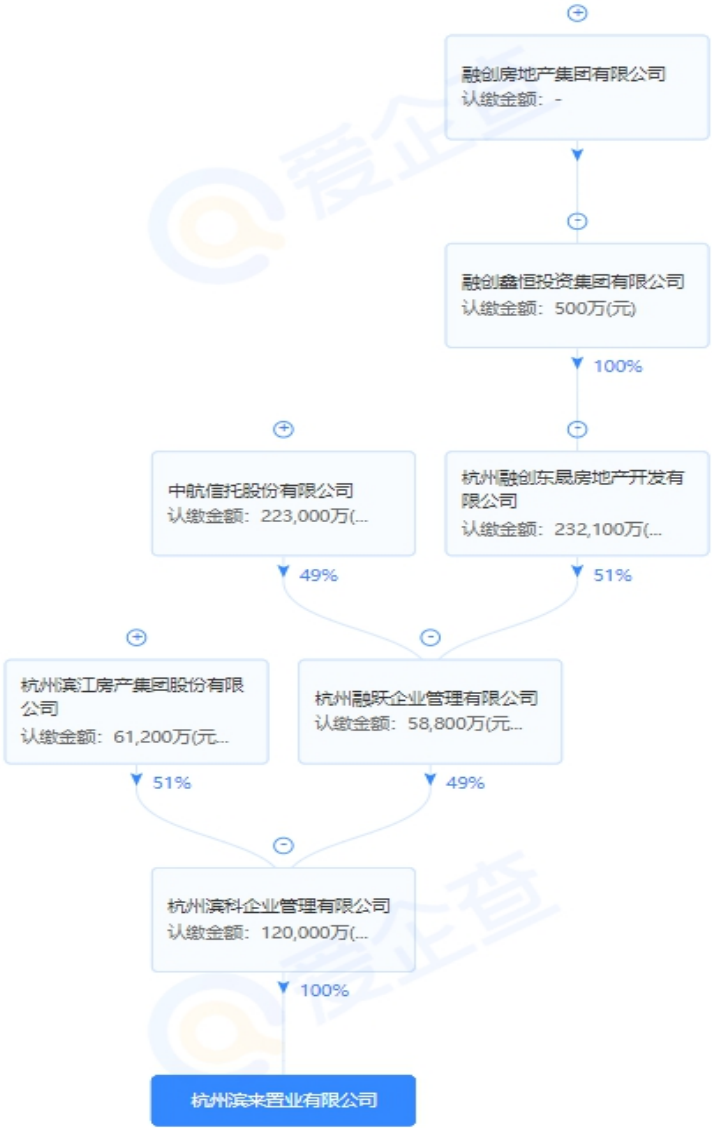 融创房地产集团有限公司
认缴金额：-
融创鑫恒投资集团有限公司
认缴金额：500万(元)
100%
中航信托股份有限公司
认缴金额：223,000万(...
49%
杭州融创东晟房地产开发有
限公司
认缴金额：232,100万(...
51%
杭州滨江房产集团股份有限
公司
认缴金额：61,200万(元...
51%
杭州融跃企业管理有限公司
认缴金额：58,800万(元...
49%
杭州滨科企业管理有限公司
认缴金额：120,000万(...
100%
杭州滨来置业有限公司
爱企查
爱企查